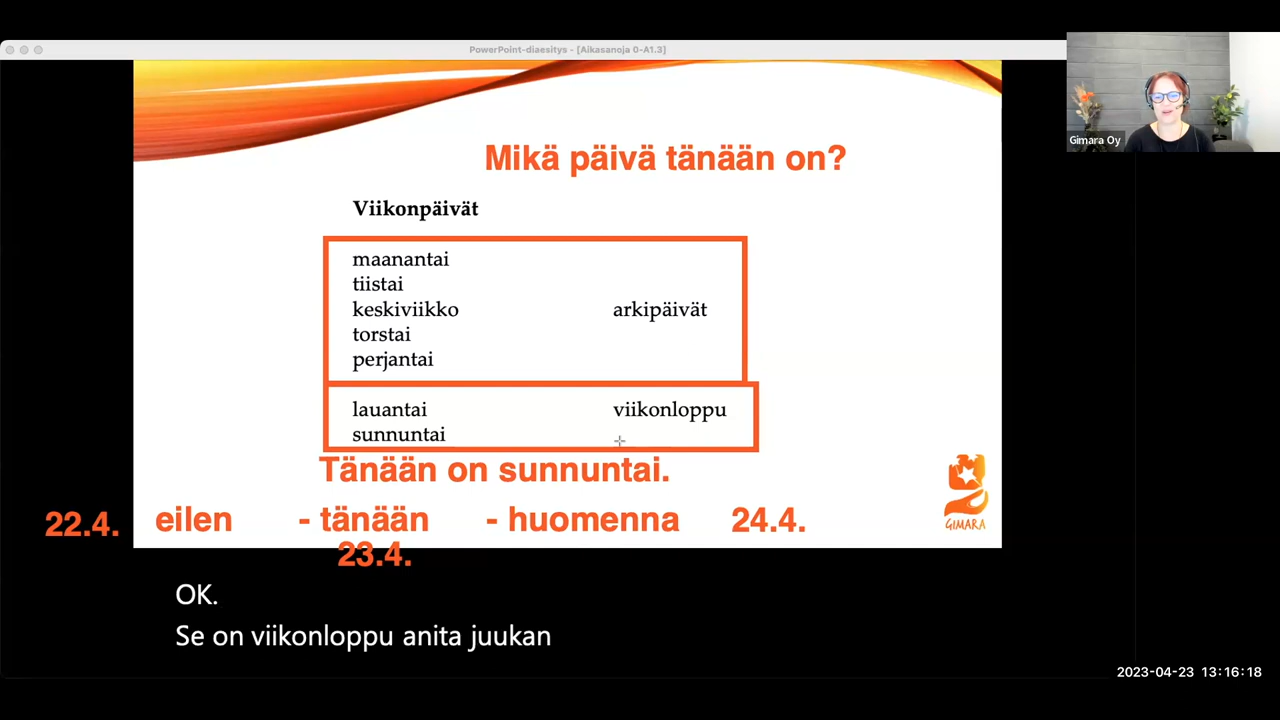 PowerPoint-diaesitys - [Aikasanoja 0-A1.3]
Gimara Oy
Mikä päivä tänään on?
Viikonpäivät
maanantai
tiistai
keskiviikko arkipäivät
torstai
perjantai
lauantai viikonloppu
sunnuntai
Tänään on sunnuntai.
22.4. eilen - tänään - huomenna 24.4.
23.4.
GIMARA
OK.
Se on viikonloppu anita juukan
2023-04-23 13:16:18